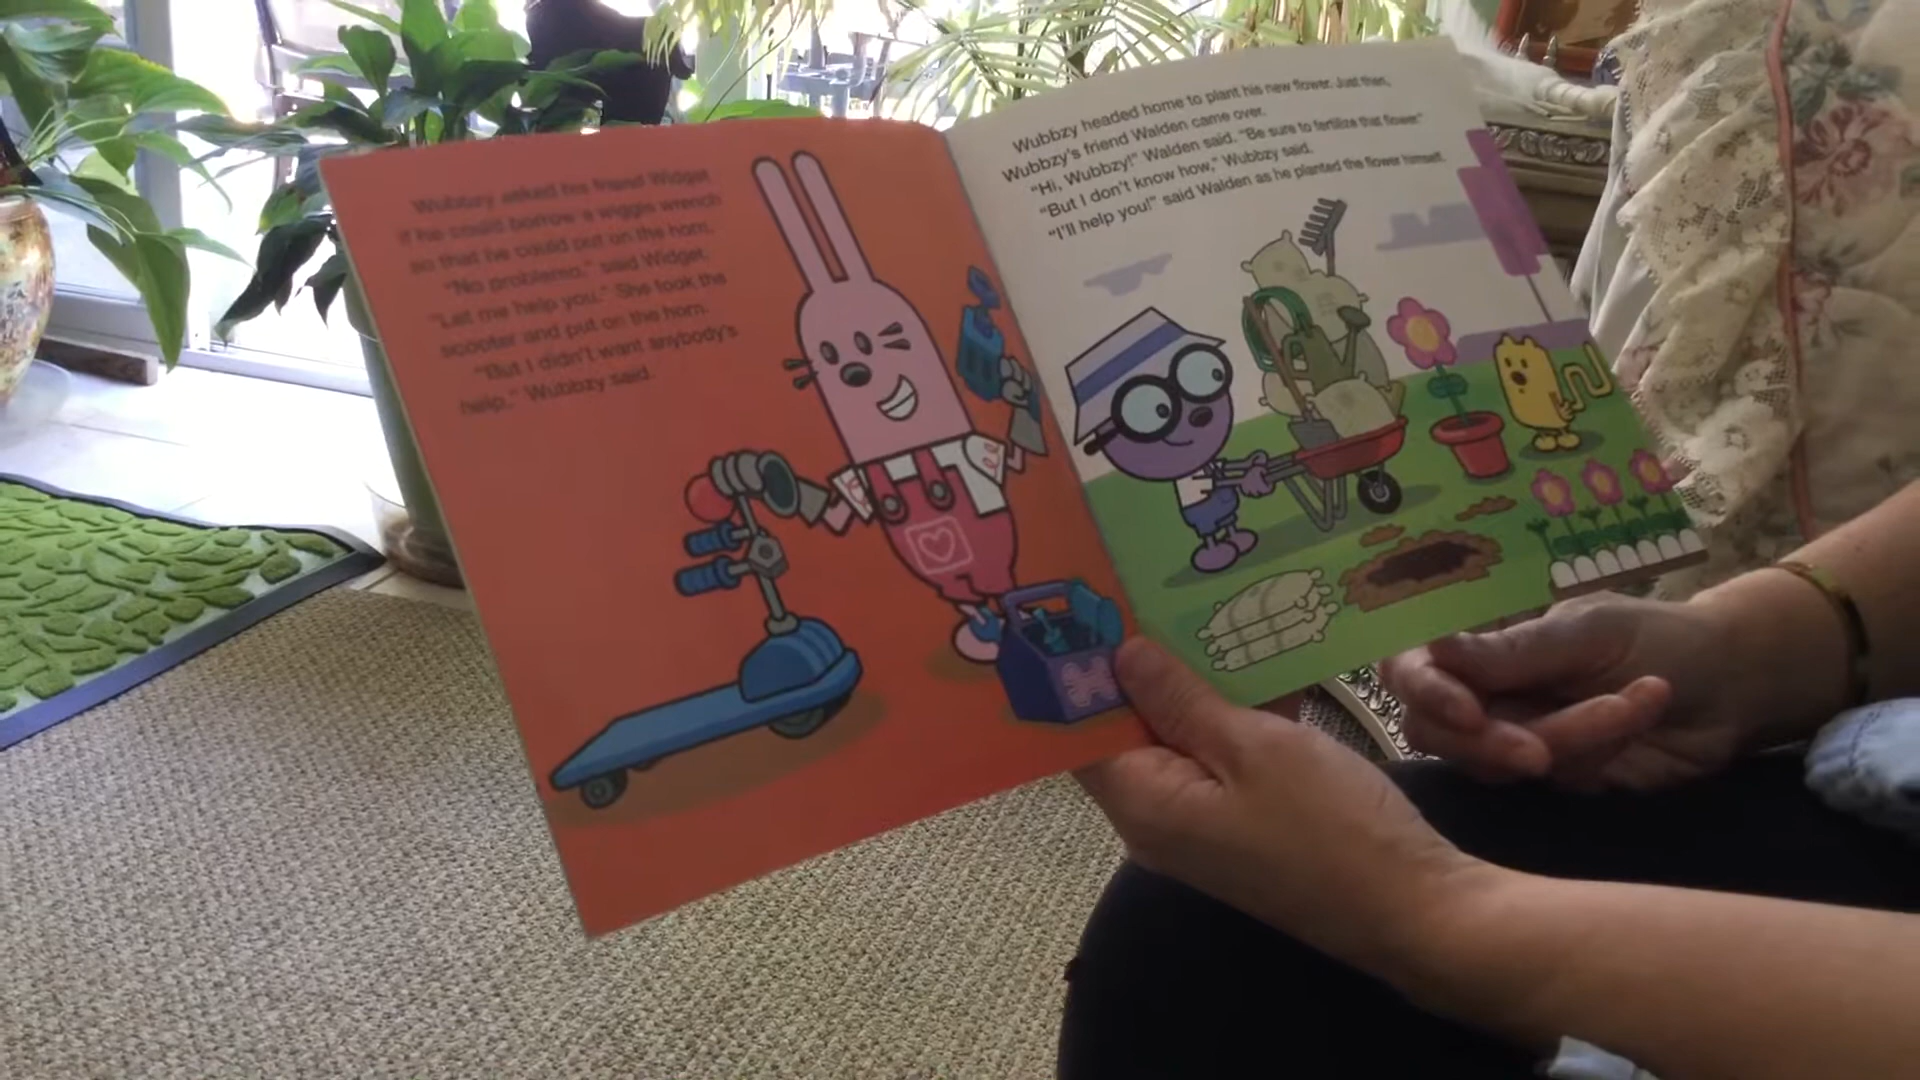 Wubbzy asked his friend Widget
if he could borrow a wiggle wrench
so that he could put on the horn.
"No problemo," said Widget.
"Let me help you." She took the
scooter and put on the horn.
"But I didn't want anybody's
help," Wubbzy said.
Wubbzy headed home to plant his new flower. Just then,
Wubbzy's friend Walden came over.
"Hi, Wubbzy!" Walden said. "Be sure to fertilize that flower."
"But I don't know how," Wubbzy said.
"I'll help you!" said Walden as he planted the flower himself.